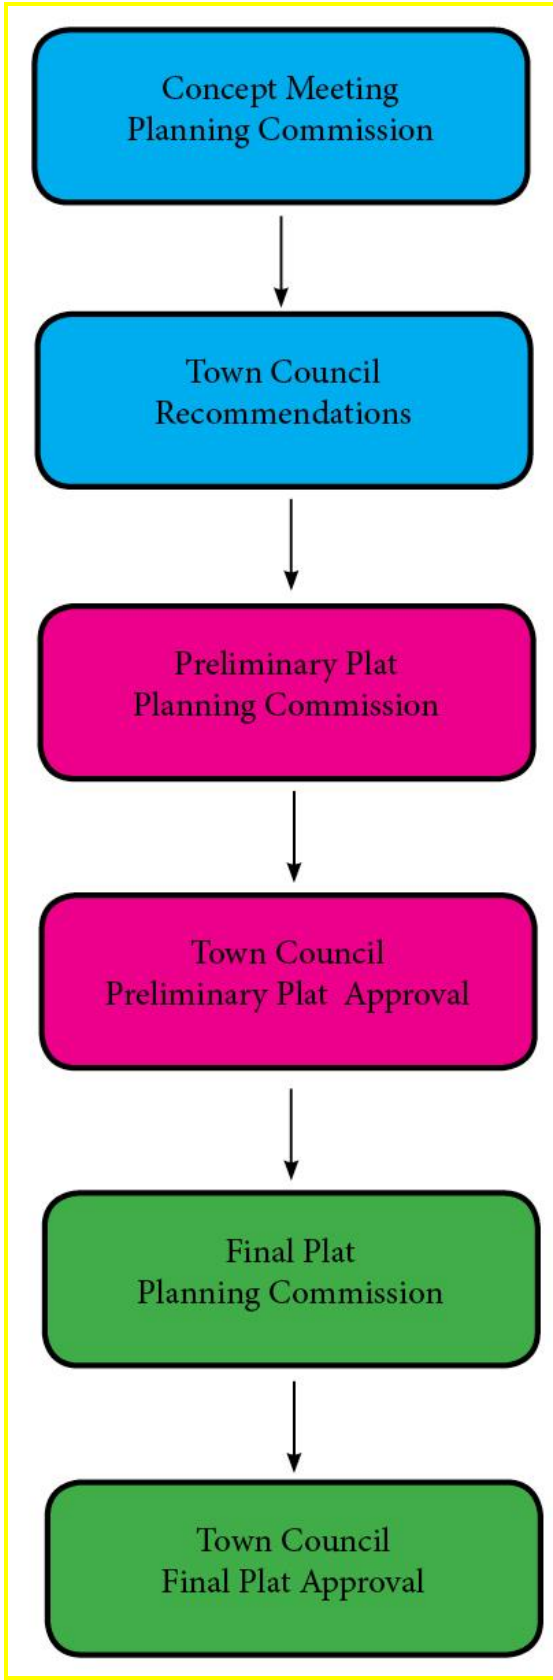 Concept Meeting
Planning Commission
Town Council
Recommendations
Preliminary Plat
Planning Commission
Town Council
Preliminary Plat  Approval
Final Plat
Planning Commission
Town Council
Final Plat Approval